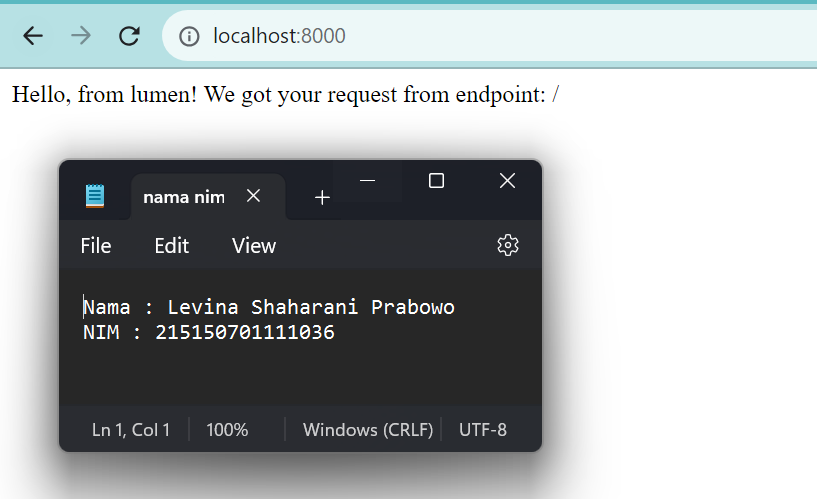 localhost:8000
Hello, from lumen! We got your request from endpoint: /
nama nim
File Edit View
Nama : Levina Shaharani Prabowo
NIM : 215150701111036
Ln 1, Col 1 100% Windows (CRLF) UTF-8